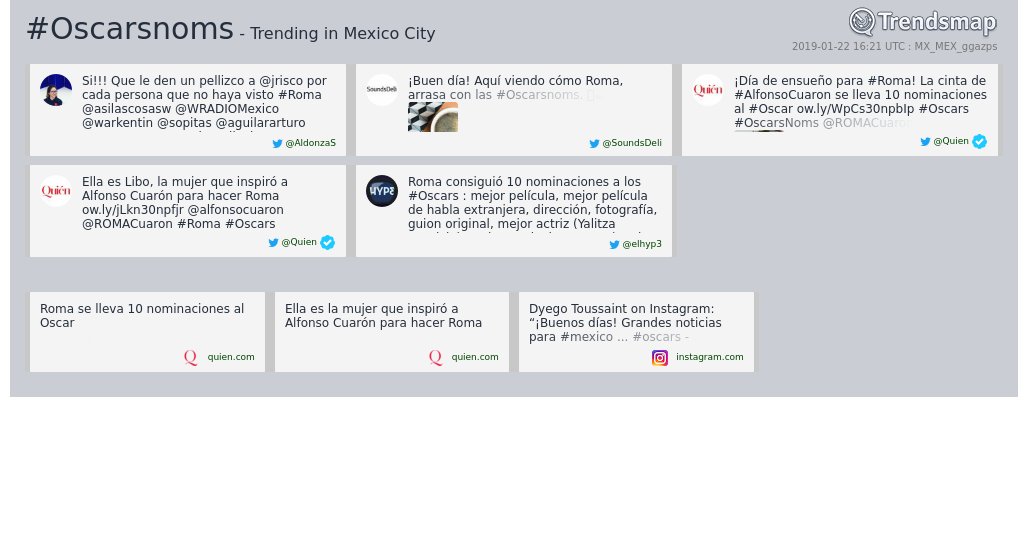 #Oscarsnoms - Trending in Mexico City
Trendsmap
2019-01-22 16:21 UTC : MX_MEX_ggazps
Si!!! Que le den un pellizco a @jrisco por
cada persona que no haya visto #Roma
@asilascosasw @WRADIOMexico
@warkentin @sopitas @aguilararturo
@AldonzaS
SoundsDeli
¡Buen día! Aquí viendo cómo Roma,
arrasa con las #Oscarsnoms.
@SoundsDeli
Quién
¡Día de ensueño para #Roma! La cinta de
#AlfonsoCuaron se lleva 10 nominaciones
al #Oscar ow.ly/WpCs30npbIp #Oscars
#OscarsNoms @ROMACuaron
@Quien
Quién
Ella es Libo, la mujer que inspiró a
Alfonso Cuarón para hacer Roma
ow.ly/jLkn30npfjr @alfonsocuaron
@ROMACuaron #Roma #Oscars
@Quien
HYPE
Roma consiguió 10 nominaciones a los
#Oscars : mejor película, mejor película
de habla extranjera, dirección, fotografía,
guion original, mejor actriz (Yalitza
@elhyp3
Roma se lleva 10 nominaciones al
Oscar
Q quien.com
Ella es la mujer que inspiró a
Alfonso Cuarón para hacer Roma
Q quien.com
Dyego Toussaint on Instagram:
“¡Buenos días! Grandes noticias
para #mexico ... #oscars -
instagram.com